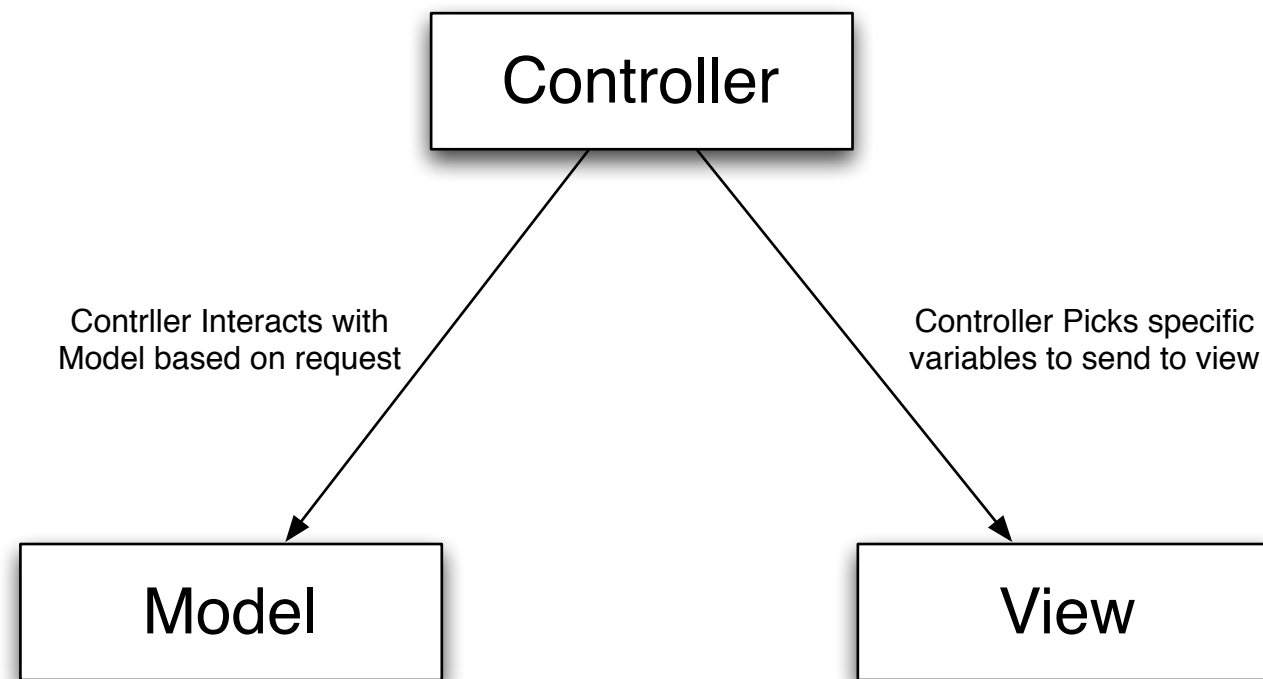 Controller
Contrller Interacts with
Model based on request
Controller Picks specific
variables to send to view
Model
View